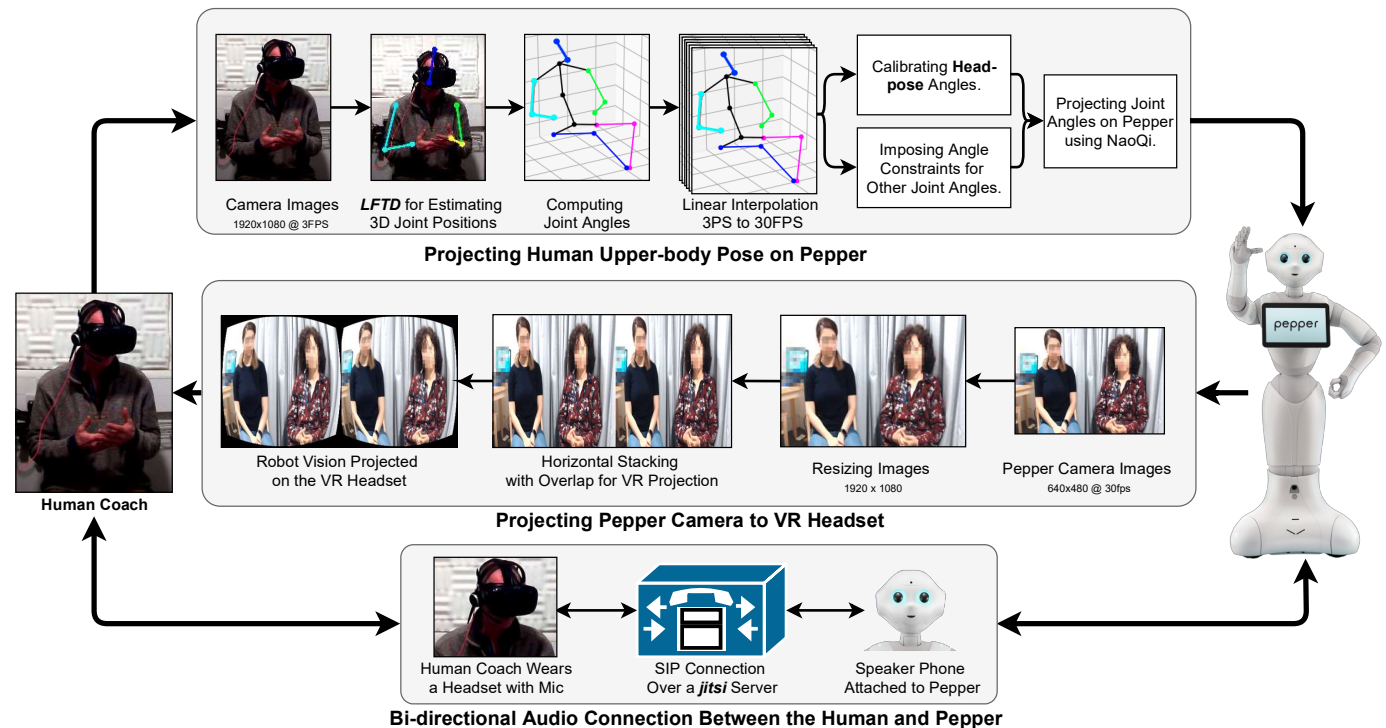 Camera Images
1920x1080 @ 3FPS
LFTD for Estimating
3D Joint Positions
Computing
Joint Angles
Linear Interpolation
3PS to 30FPS
Calibrating Head-
pose Angles.
Imposing Angle
Constraints for
Other Joint Angles.
Projecting Joint
Angles on Pepper
using NaoQi.
Projecting Human Upper-body Pose on Pepper
pepper
Human Coach
Robot Vision Projected
on the VR Headset
Horizontal Stacking
with Overlap for VR Projection
Resizing Images
1920 x 1080
Pepper Camera Images
640x480 @ 30fps
Projecting Pepper Camera to VR Headset
Human Coach Wears
a Headset with Mic
SIP Connection
Over a jitsi Server
Speaker Phone
Attached to Pepper
Bi-directional Audio Connection Between the Human and Pepper